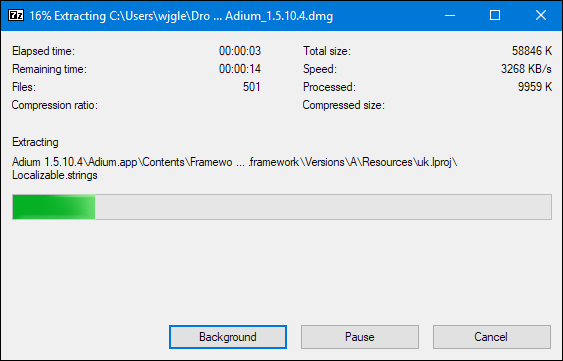 7z 16% Extracting C:\Users\wjgle\Dro ... Adium_1.5.10.4.dmg
Elapsed time: 00:00:03 Total size: 58846 K
Remaining time: 00:00:14 Speed: 3268 KB/s
Files: 501 Processed: 9959 K
Compression ratio: Compressed size:
Extracting
Adium 1.5.10.4\Adium.app\Contents\Framewo ... .framework\Versions\A\Resources\uk.lproj\
Localizable.strings
Background Pause Cancel